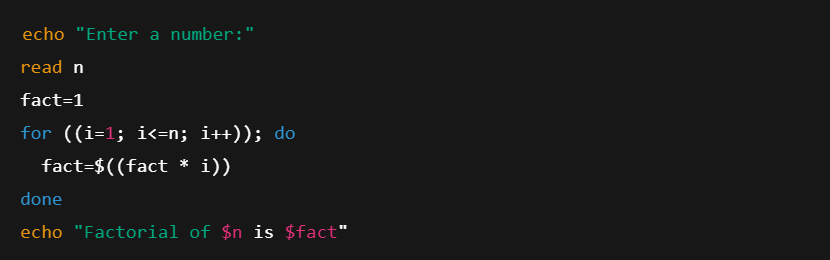 echo "Enter a number:"
read n
fact=1
for ((i=1; i<=n; i++)); do
  fact=$((fact * i))
done
echo "Factorial of $n is $fact"